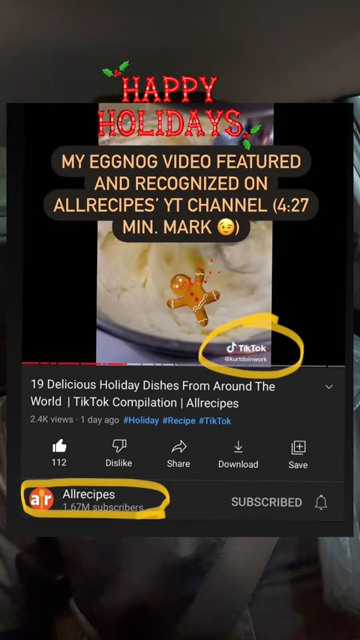 HAPPY
HOLIDAYS
MY EGGNOG VIDEO FEATURED
AND RECOGNIZED ON
ALLRECIPES' YT CHANNEL (4:27
MIN. MARK 😉)
TikTok
@kurtdoinwork
19 Delicious Holiday Dishes From Around The
World | TikTok Compilation | Allrecipes
2.4K views · 1 day ago #Holiday #Recipe #TikTok
112
Dislike
Share
Download
Save
ar
Allrecipes
1.67M subscribers
SUBSCRIBED